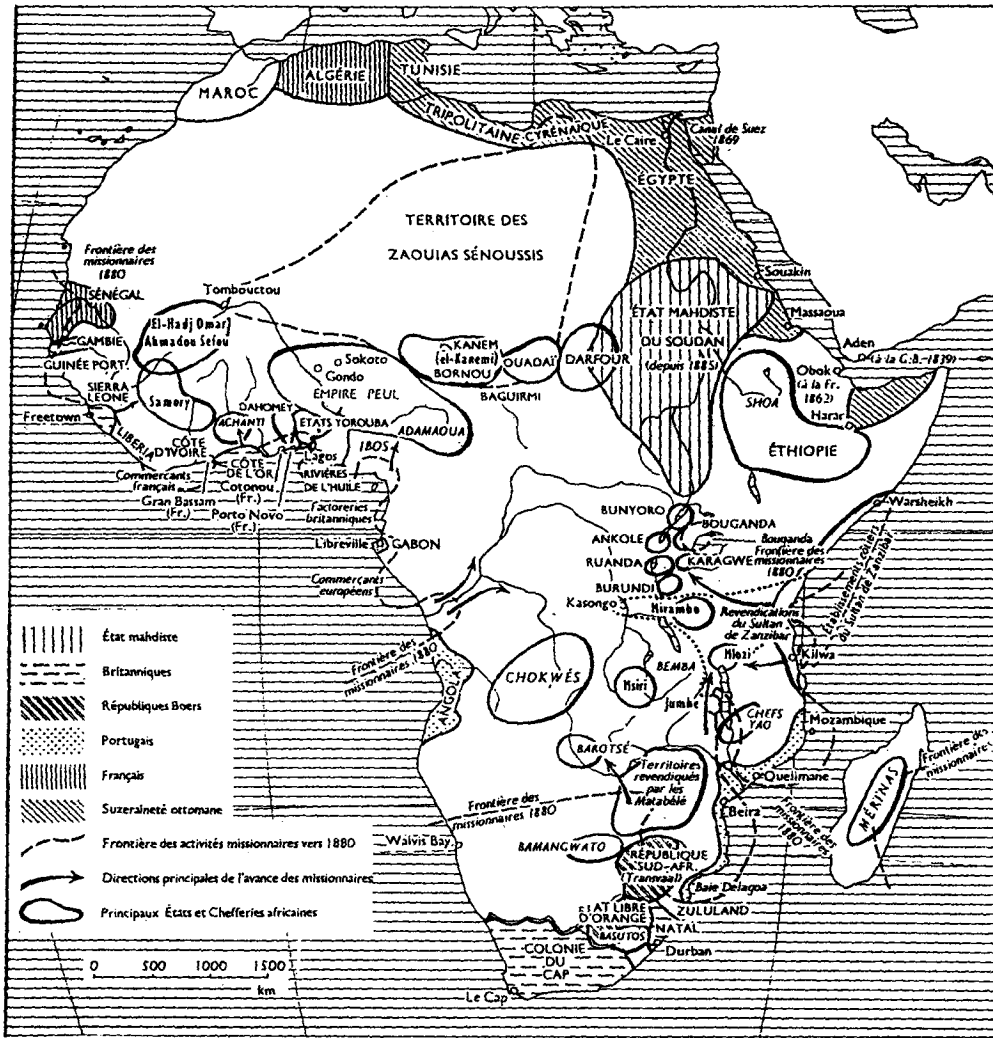 MAROC
ALGÉRIE
TUNISIE
TRIPOLITAINE-CYRÉNAÏQUE
Le Caire
Canal de Suez
1869
ÉGYPTE
TERRITOIRE DES
ZAOUIAS SÉNOUSSIS
Frontière des
missionnaires
1880
SÉNÉGAL
Tombouctou
Souakin
Massaoua
ÉTAT MAHDISTE
DU SOUDAN
(depuis 1885)
Aden
(à la G.B.-1839)
Obok
(à la Fr.
1862)
Harar
SHOA
ÉTHIOPIE
GAMBIE
El-Hadj Omar
Ahmadou Sefou
GUINÉE PORT.
SIERRA
LEONE
Samory
Freetown
LIBERIA
Sokoto
Gondo
EMPIRE PEUL
KANEM
(el-Kanemi)
BORNOU
OUADAÏ
DARFOUR
BAGUIRMI
DAHOMEY
ACHANTI
ÉTATS YOROUBA
ADAMAOUA
IBOS
CÔTE
D'IVOIRE
CÔTE
DE L'OR
Lagos
RIVIÈRES
DE L'HUILE
Commerçants
français
Gran Bassam
(Fr.)
Cotonou
(Fr.)
Porto Novo
(Fr.)
Factoreries
britanniques
Libreville
GABON
Commerçants
européens
BUNYORO
BOUGANDA
ANKOLE
Bouganda
Frontière des
missionnaires
1880
RUANDA
KARAGWE
BURUNDI
Warsheikh
Établissements côtiers
du Sultan de Zanzibar
Kasongo
Mirambo
Revendications
du Sultan
de Zanzibar
Frontière des
missionnaires 1880
Mlozi
Kilwa
BEMBA
CHOKWÉS
Msiri
Jumbe
CHEFS
YAO
Mozambique
ANGOLA
BAROTSÉ
Territoires
revendiqués
par les
Matabélé
Quelimane
Beira
Frontière des
missionnaires
1880
MÉRINAS
Frontière des
missionnaires
Frontière des
missionnaires 1880
Walvis Bay
BAMANGWATO
RÉPUBLIQUE
SUD-AFR.
(Transvaal)
Baie Delagoa
ZULULAND
ÉTAT LIBRE
D'ORANGE
NATAL
BASUTOS
Durban
COLONIE
DU
CAP
Le Cap
État mahdiste
Britanniques
Républiques Boers
Portugais
Français
Suzeraineté ottomane
Frontière des activités missionnaires vers 1880
Directions principales de l'avance des missionnaires
Principaux États et Chefferies africaines
0 500 1000 1500
km